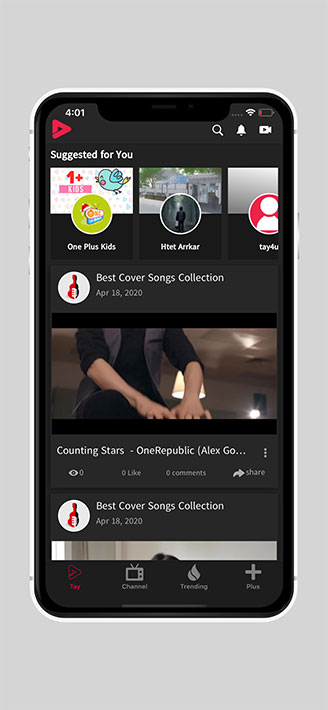 4:01
Suggested for You
1+
KIDS
ONE
One Plus Kids
Htet Arrkar
tay4u
Best Cover Songs Collection
Apr 18, 2020
Counting Stars - OneRepublic (Alex Go...
0
0 Like
0 comments
share
Best Cover Songs Collection
Apr 18, 2020
Tay
Channel
Trending
Plus